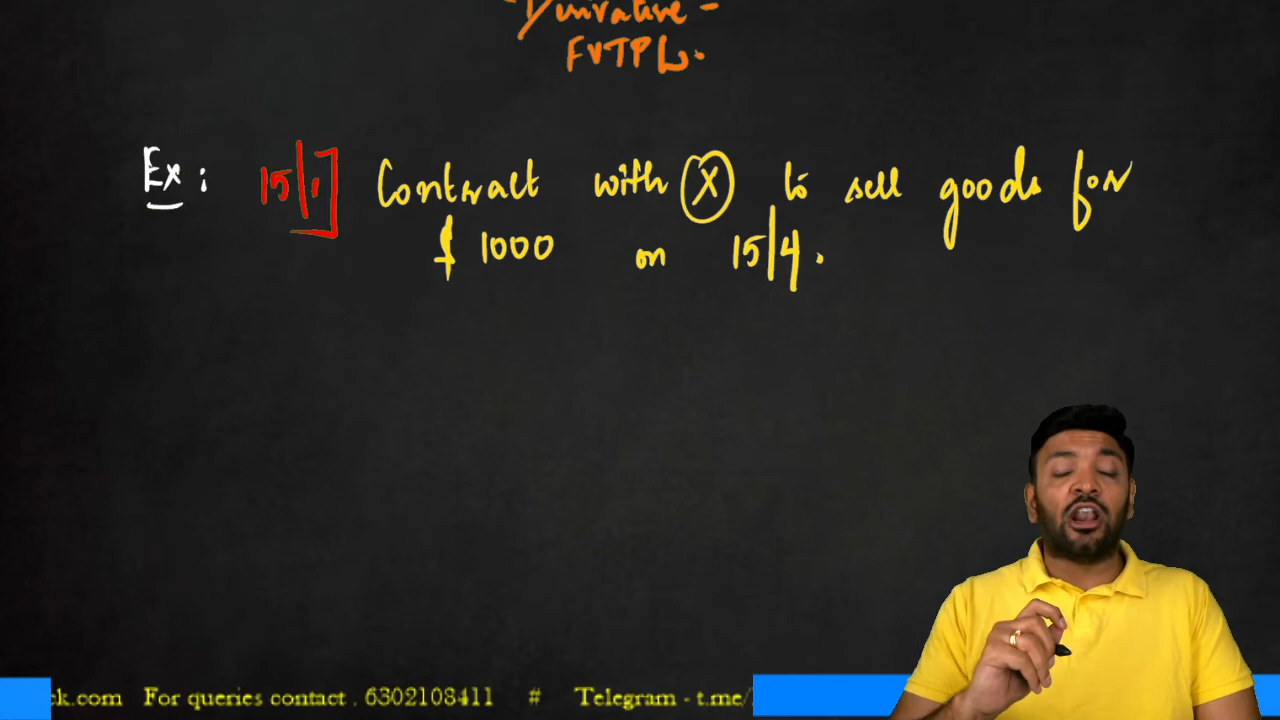 - Derivative -
FVTPL.
Ex : 15|1] Contract with X to sell goods for
$ 1000 on 15|4.
ck.com For queries contact . 6302108411 # Telegram - t.me/